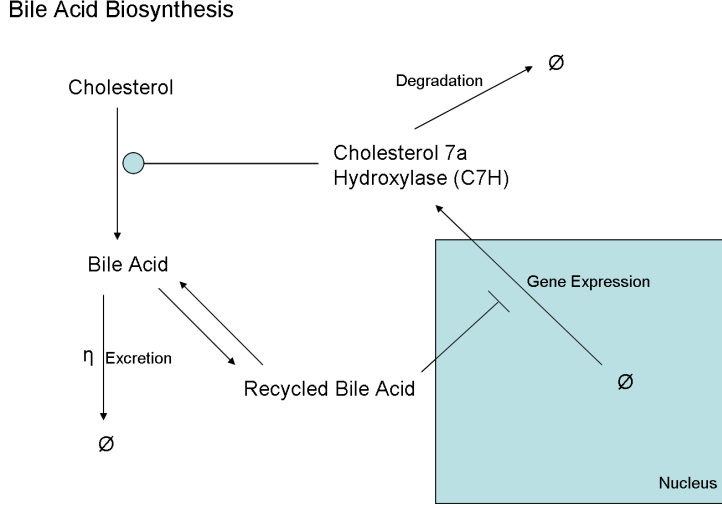 Bile Acid Biosynthesis
Degradation
Ø
Cholesterol
Cholesterol 7a
Hydroxylase (C7H)
Bile Acid
Gene Expression
η Excretion
Recycled Bile Acid
Ø
Ø
Nucleus